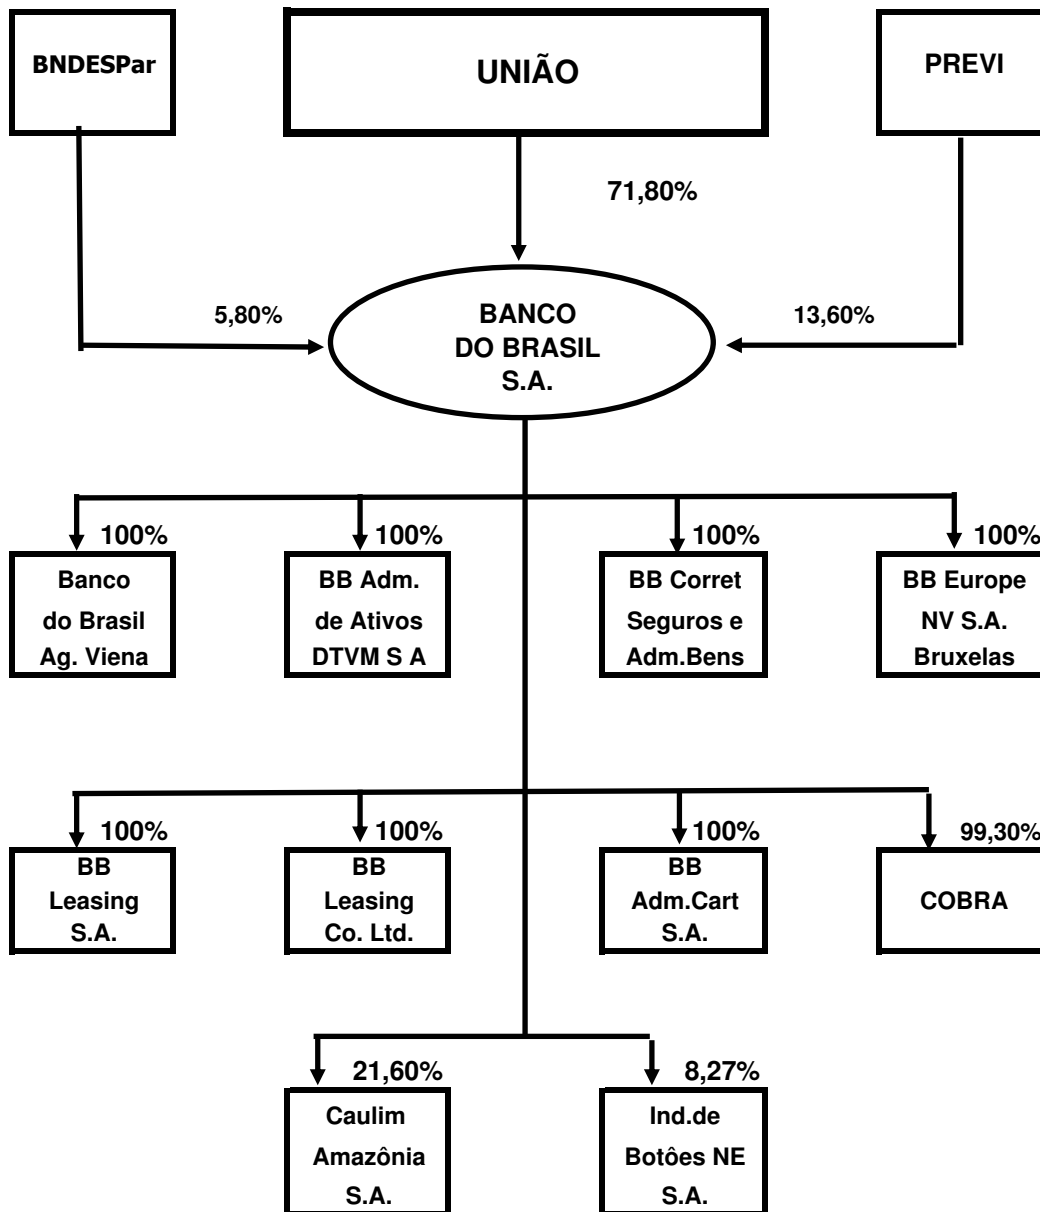 BNDESPar
UNIÃO
PREVI
71,80%
5,80%
13,60%
BANCO
DO BRASIL
S.A.
100%
Banco
do Brasil
Ag. Viena
100%
BB Adm.
de Ativos
DTVM S A
100%
BB Corret
Seguros e
Adm.Bens
100%
BB Europe
NV S.A.
Bruxelas
100%
BB
Leasing
S.A.
100%
BB
Leasing
Co. Ltd.
100%
BB
Adm.Cart
S.A.
99,30%
COBRA
21,60%
Caulim
Amazônia
S.A.
8,27%
Ind.de
Botôes NE
S.A.